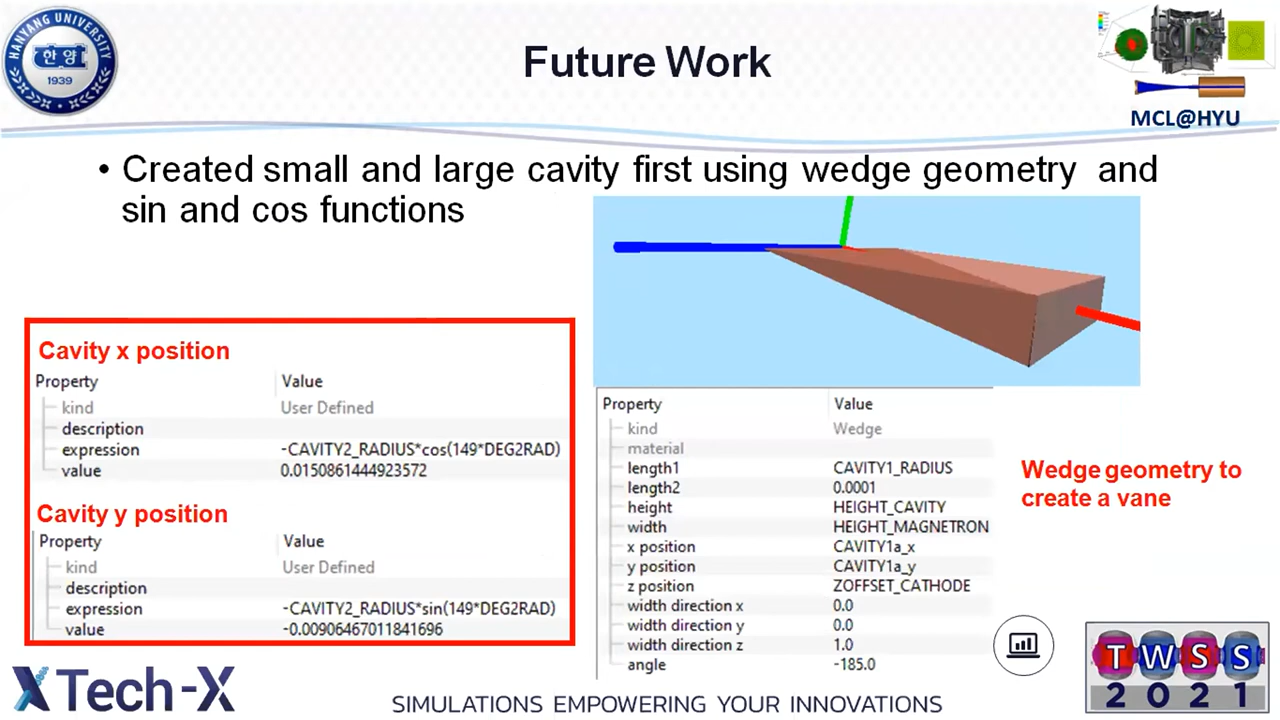 HANYANG UNIVERSITY
한양
1939
Future Work
MCL@HYU
• Created small and large cavity first using wedge geometry and
sin and cos functions
Cavity x position
Property Value
kind User Defined
description
expression -CAVITY2_RADIUS*cos(149*DEG2RAD)
value 0.0150861444923572
Cavity y position
Property Value
kind User Defined
description
expression -CAVITY2_RADIUS*sin(149*DEG2RAD)
value -0.00906467011841696
Property Value
kind Wedge
material
length1 CAVITY1_RADIUS
length2 0.0001
height HEIGHT_CAVITY
width HEIGHT_MAGNETRON
x position CAVITY1a_x
y position CAVITY1a_y
z position ZOFFSET_CATHODE
width direction x 0.0
width direction y 0.0
width direction z 1.0
angle -185.0
Wedge geometry to
create a vane
Tech-X
SIMULATIONS EMPOWERING YOUR INNOVATIONS
TWSS
2021